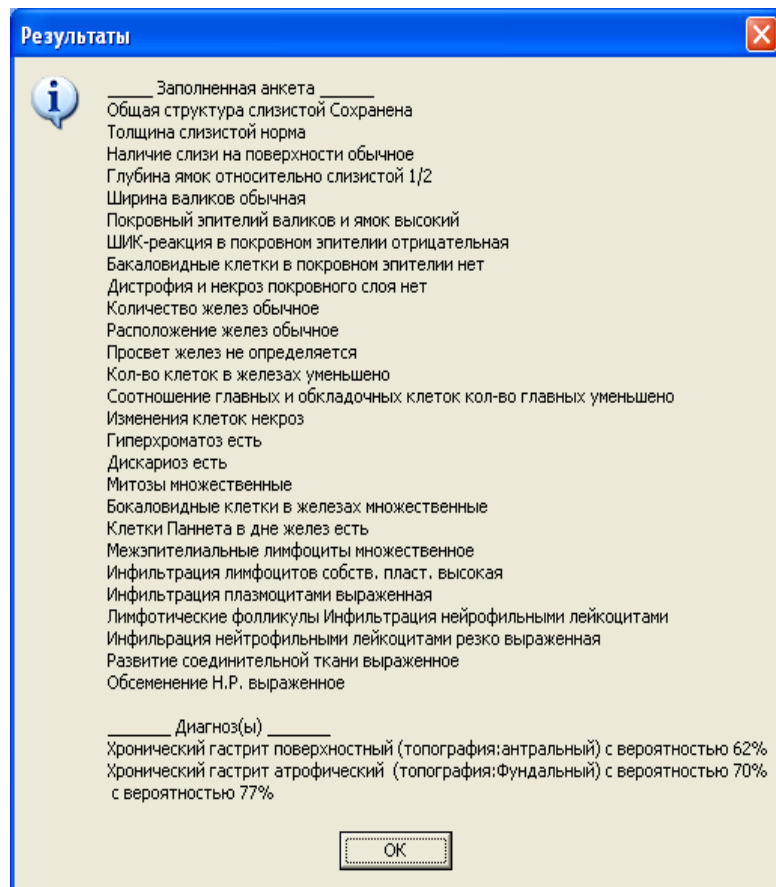 Результаты
_____ Заполненная анкета ______
Общая структура слизистой Сохранена
Толщина слизистой норма
Наличие слизи на поверхности обычное
Глубина ямок относительно слизистой 1/2
Ширина валиков обычная
Покровный эпителий валиков и ямок высокий
ШИК-реакция в покровном эпителии отрицательная
Бакаловидные клетки в покровном эпителии нет
Дистрофия и некроз покровного слоя нет
Количество желез обычное
Расположение желез обычное
Просвет желез не определяется
Кол-во клеток в железах уменьшено
Соотношение главных и обкладочных клеток кол-во главных уменьшено
Изменения клеток некроз
Гиперхроматоз есть
Дискариоз есть
Митозы множественные
Бокаловидные клетки в железах множественные
Клетки Паннета в дне желез есть
Межэпителиальные лимфоциты множественное
Инфильтрация лимфоцитов собств. пласт. высокая
Инфильтрация плазмоцитами выраженная
Лимфотические фолликулы Инфильтрация нейрофильными лейкоцитами
Инфильрация нейтрофильными лейкоцитами резко выраженная
Развитие соединительной ткани выраженное
Обсеменение Н.Р. выраженное
_______ Диагноз(ы) _______
Хронический гастрит поверхностный (топография:антральный) с вероятностью 62%
Хронический гастрит атрофический (топография:Фундальный) с вероятностью 70%
с вероятностью 77%
ОК